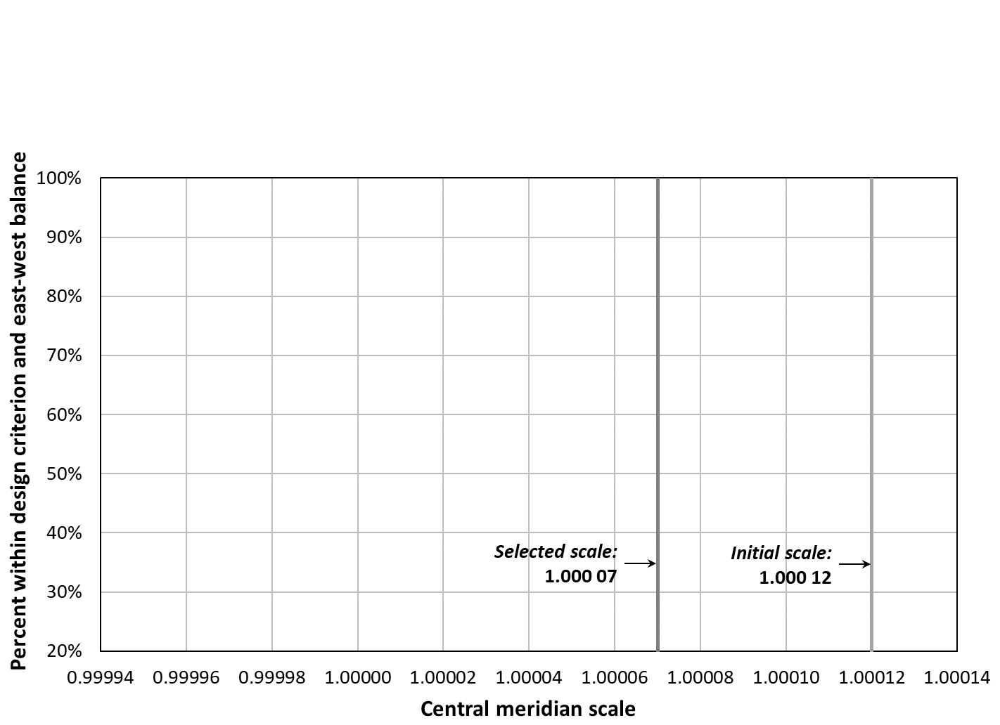 Percent within design criterion and east-west balance
100%
90%
80%
70%
60%
50%
40%
30%
20%
Selected scale:
1.000 07
Initial scale:
1.000 12
0.99994 0.99996 0.99998 1.00000 1.00002 1.00004 1.00006 1.00008 1.00010 1.00012 1.00014
Central meridian scale